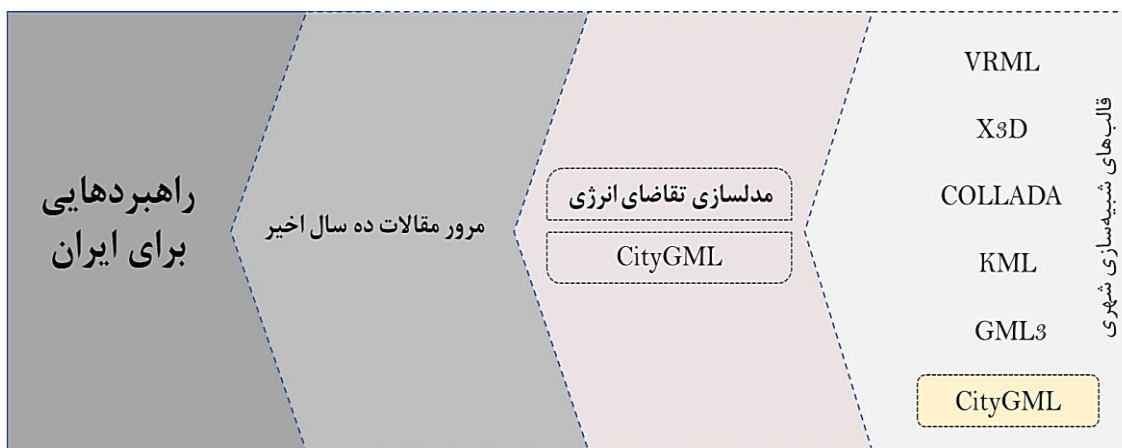 قالب‌های شبیه‌سازی شهری
VRML
X3D
COLLADA
KML
GML3
CityGML
مدلسازی تقاضای انرژی
CityGML
مرور مقالات ده سال اخیر
راهبردهایی
برای ایران